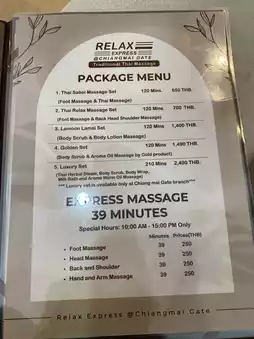 RELAX
EXPRESS
@CHIANGMAI GATE
Traditional Thai Massage
PACKAGE MENU
1. Thai Sabai Massage Set 120 Mins 650 THB.
(Foot Massage & Thai Massage)
2. Thai Relax Massage Set 120 Mins 700 THB.
(Foot Massage & Back Head Shoulder Massage)
3. Lanna Massage Set 120 Mins 1,400 THB.
(Body Scrub & Body Lotion Massage)
4. Golden Set 120 Mins 1,490 THB.
(Body Scrub & Aroma Oil Massage by Gold product)
5. Luxury Set 210 Mins 2,400 THB.
(Thai Herbal Steam, Body Scrub, Body Wrap,
Milk Bath and Aroma Warm Oil Massage)
*** Luxury set is available only at Chiang mai Gate branch***
EXPRESS MASSAGE
39 MINUTES
Special Hours: 10:00 AM - 15:00 PM Only
Minutes Prices(THB)
• Foot Massage 39 250
• Head Massage 39 250
• Back and Shoulder 39 250
• Hand and Arm Massage 39 250
Relax Express @Chiangmai Gate